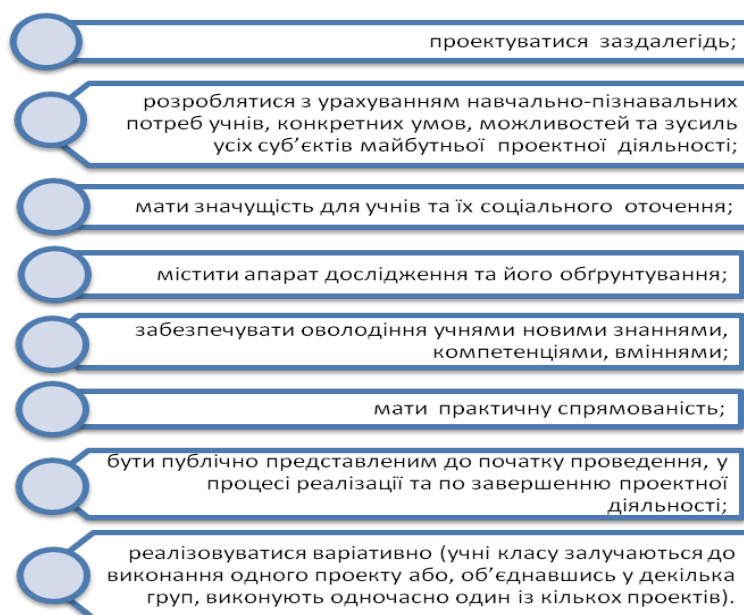 проектуватися заздалегідь;
розроблятися з урахуванням навчально-пізнавальних
потреб учнів, конкретних умов, можливостей та зусиль
усіх суб’єктів майбутньої проектної діяльності;
мати значущість для учнів та їх соціального оточення;
містити апарат дослідження та його обґрунтування;
забезпечувати оволодіння учнями новими знаннями,
компетенціями, вміннями;
мати практичну спрямованість;
бути публічно представленим до початку проведення, у
процесі реалізації та по завершенню проектної
діяльності;
реалізовуватися варіативно (учні класу залучаються до
виконання одного проекту або, об’єднавшись у декілька
груп, виконують одночасно один із кількох проектів).